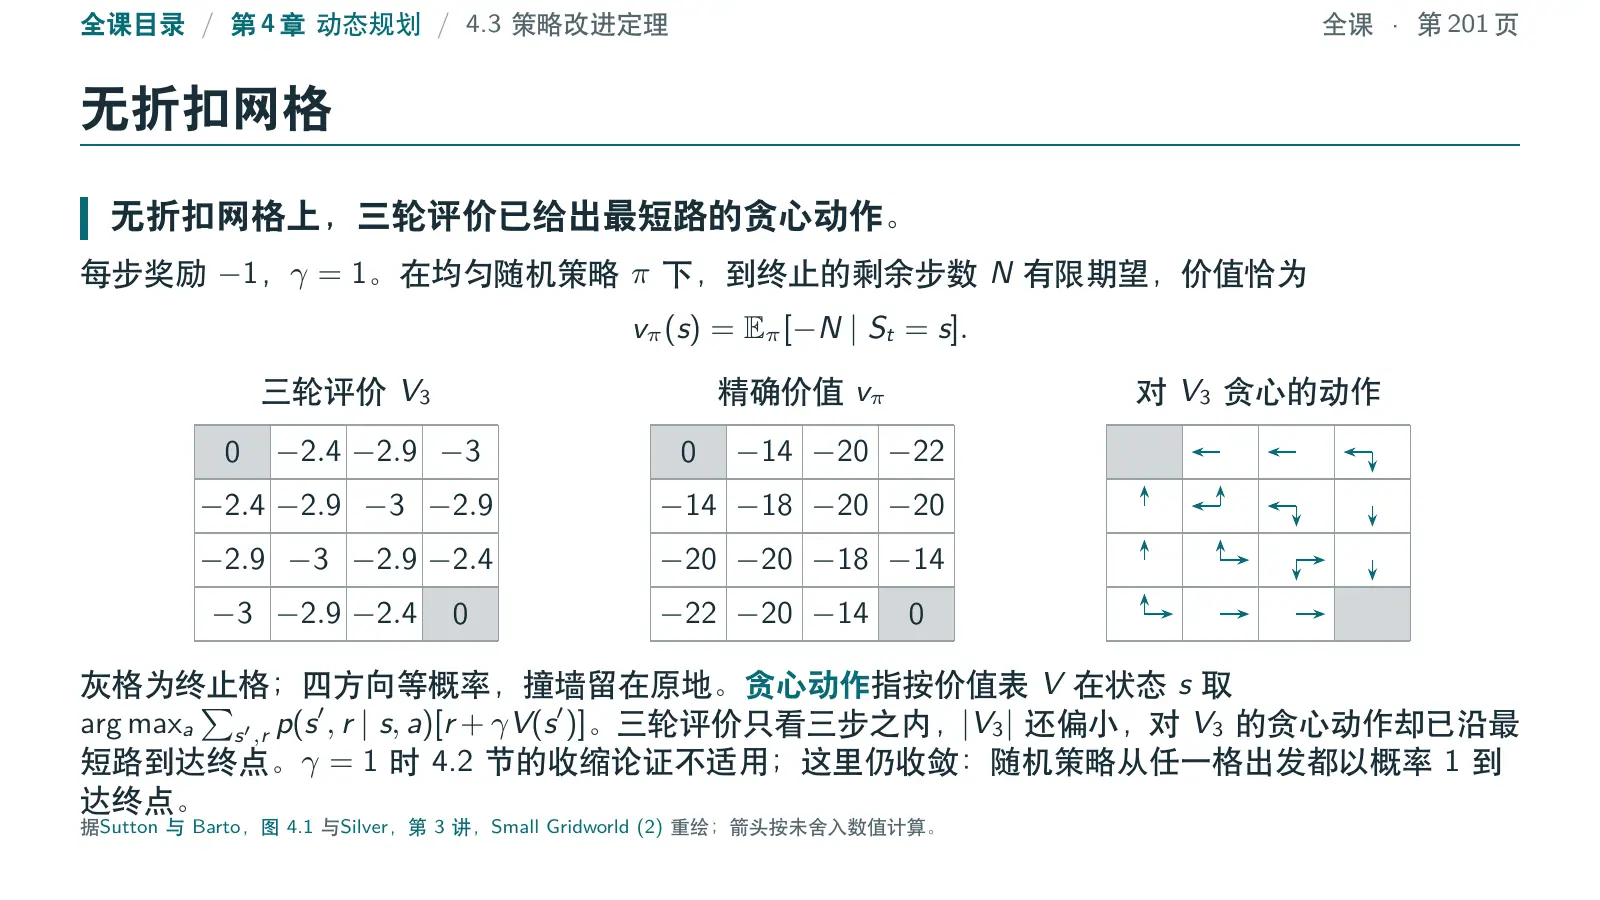 全课目录 / 第 4 章 动态规划 / 4.3 策略改进定理
全课 · 第 201 页
无折扣网格
无折扣网格上，三轮评价已给出最短路的贪心动作。
每步奖励 −1，γ = 1。在均匀随机策略 π 下，到终止的剩余步数 N 有限期望，价值恰为
vπ(s) = 𝔼π[−N | St = s].
三轮评价 V3
0 −2.4 −2.9 −3
−2.4 −2.9 −3 −2.9
−2.9 −3 −2.9 −2.4
−3 −2.9 −2.4 0
精确价值 vπ
0 −14 −20 −22
−14 −18 −20 −20
−20 −20 −18 −14
−22 −20 −14 0
对 V3 贪心的动作
灰格为终止格；四方向等概率，撞墙留在原地。贪心动作指按价值表 V 在状态 s 取
arg maxa ∑s′,r p(s′, r | s, a)[r + γV(s′)]。三轮评价只看三步之内，|V3| 还偏小，对 V3 的贪心动作却已沿最
短路到达终点。γ = 1 时 4.2 节的收缩论证不适用；这里仍收敛：随机策略从任一格出发都以概率 1 到
达终点。
据Sutton 与 Barto，图 4.1 与Silver，第 3 讲，Small Gridworld (2) 重绘；箭头按未舍入数值计算。